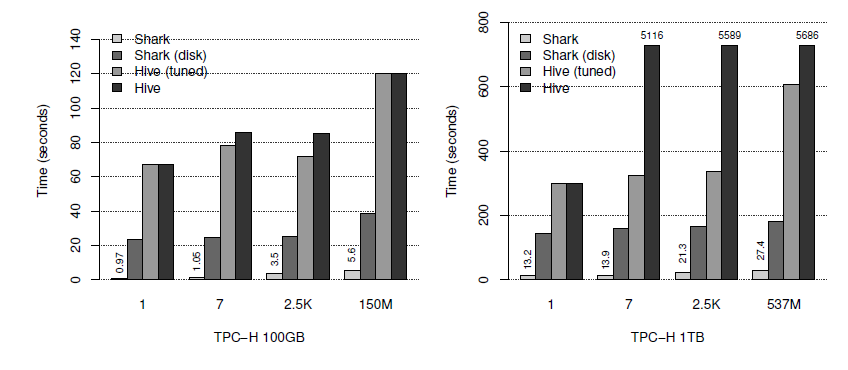 Time (seconds)
140
120
100
80
60
40
20
0
Shark
Shark (disk)
Hive (tuned)
Hive
0.97
1.05
3.5
5.6
1
7
2.5K
150M
TPC−H 100GB
Time (seconds)
800
600
400
200
0
Shark
Shark (disk)
Hive (tuned)
Hive
5116
5589
5686
13.2
13.9
21.3
27.4
1
7
2.5K
537M
TPC−H 1TB